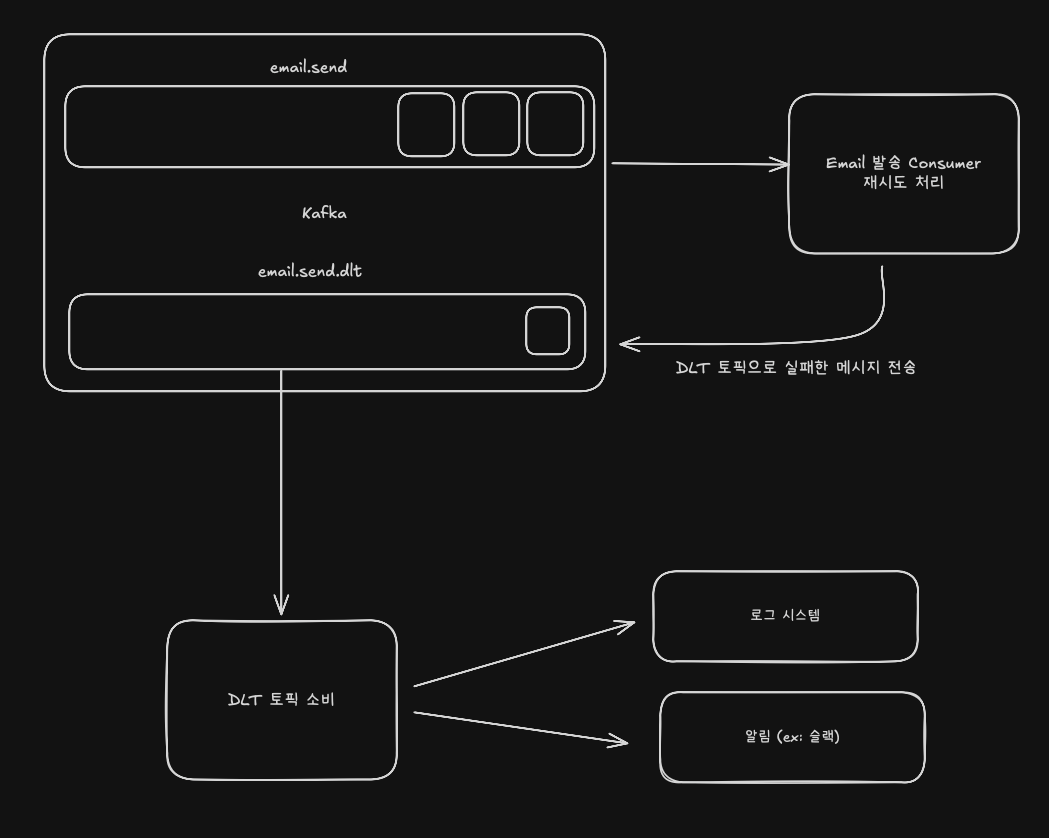 email.send
Kafka
email.send.dlt
Email 발송 Consumer
재시도 처리
DLT 토픽으로 실패한 메시지 전송
DLT 토픽 소비
로그 시스템
알림 (ex: 슬랙)